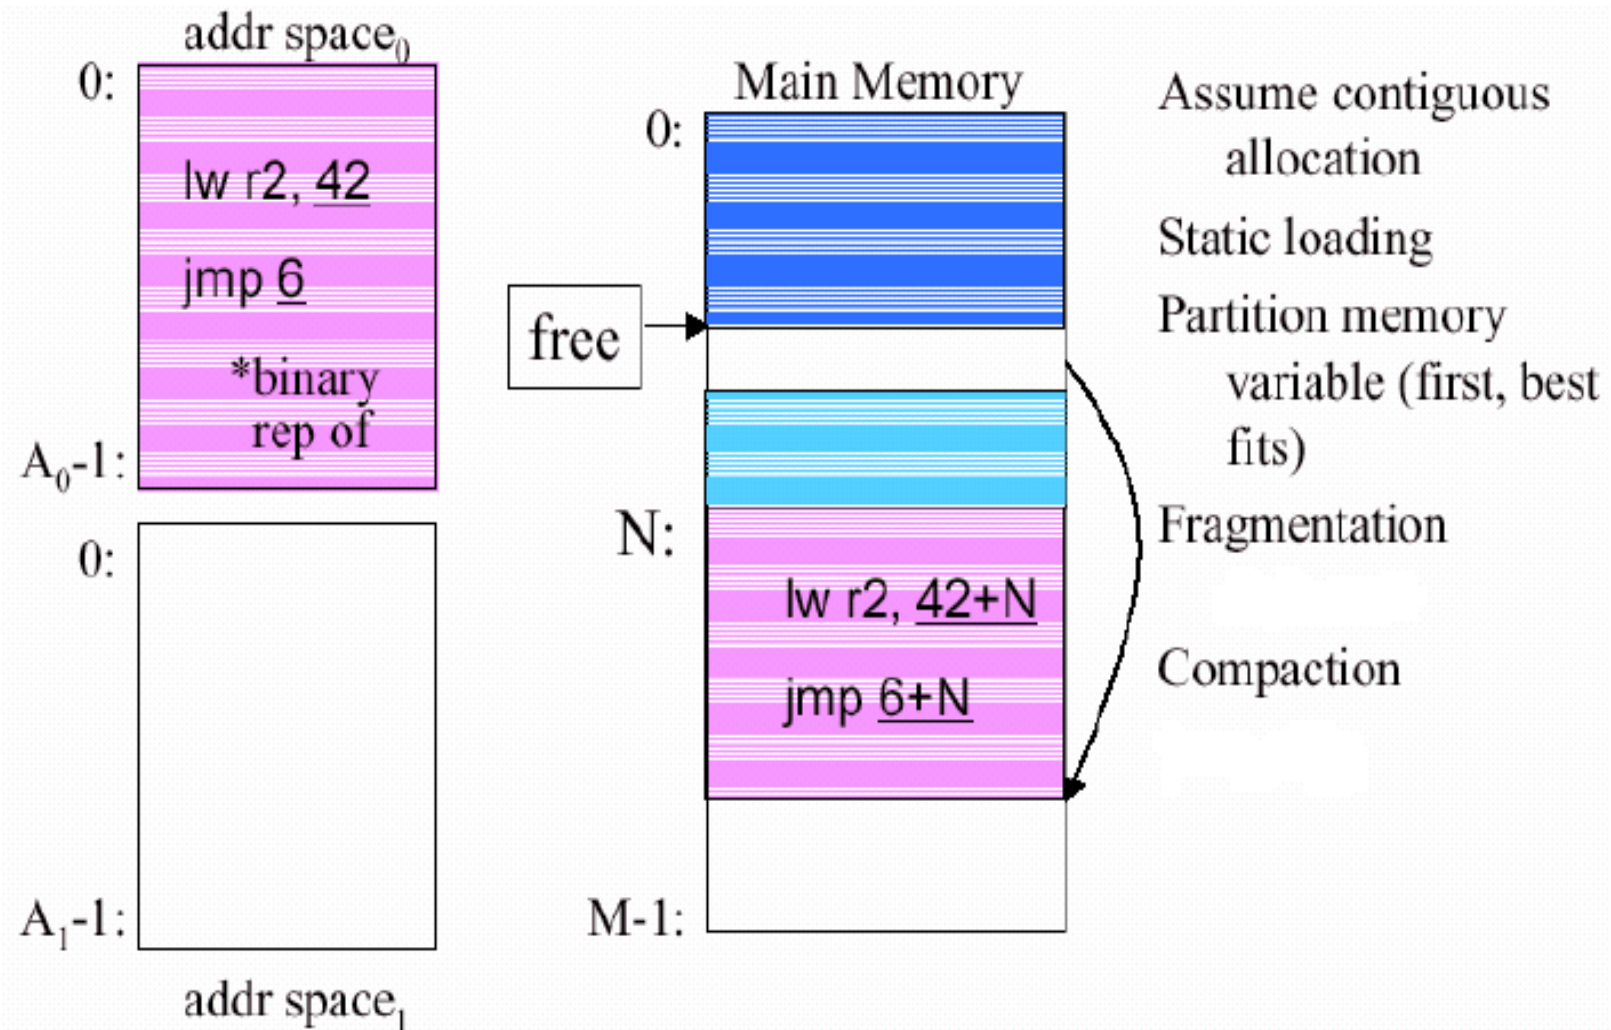 addr space₀
0:
lw r2, 42
jmp 6
*binary
rep of
A₀-1:
0:
A₁-1:
addr space₁
Main Memory
0:
free
N:
lw r2, 42+N
jmp 6+N
M-1:
Assume contiguous
allocation
Static loading
Partition memory
variable (first, best
fits)
Fragmentation
Compaction